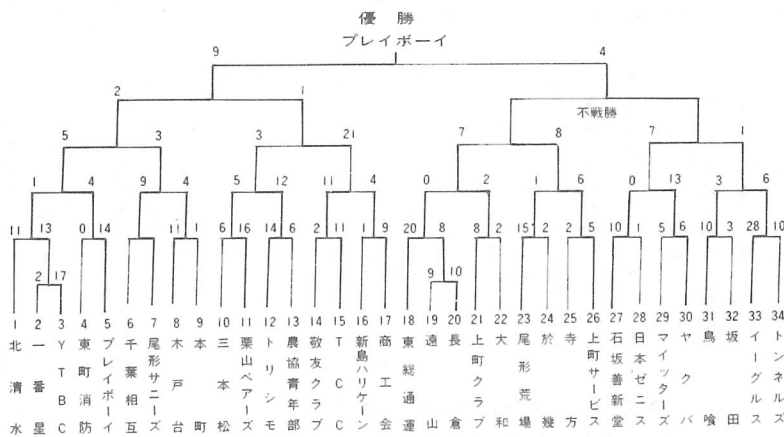 優勝
プレイボーイ
9 4
2 1
不戦勝
5 3 3 21 7 8 7 1
1 4 9 4 5 12 11 4 0 2 1 6 0 13 3 6
11 13 0 14 11 1 6 16 14 6 2 11 1 9 20 8 8 2 15 2 2 5 10 1 5 6 10 3 28 10
2 17 9 10
1 北清水
2 一番星
3 YTBC
4 東町消防
5 プレイボーイ
6 千葉相互
7 尾形サニーズ
8 木戸台
9 本町
10 三本松
11 栗山ベアーズ
12 トリシモ
13 農協青年部
14 敬友クラブ
15 TCC
16 新島ハリケーン
17 商工会
18 東総通運
19 遠山
20 長倉
21 上町クラブ
22 大和
23 尾形荒場
24 於幾
25 寺方
26 上町サービス
27 石坂善新堂
28 日本ゼニス
29 マイッターズ
30 ヤクバ
31 鳥喰
32 坂田
33 イーグルス
34 トンネルズ